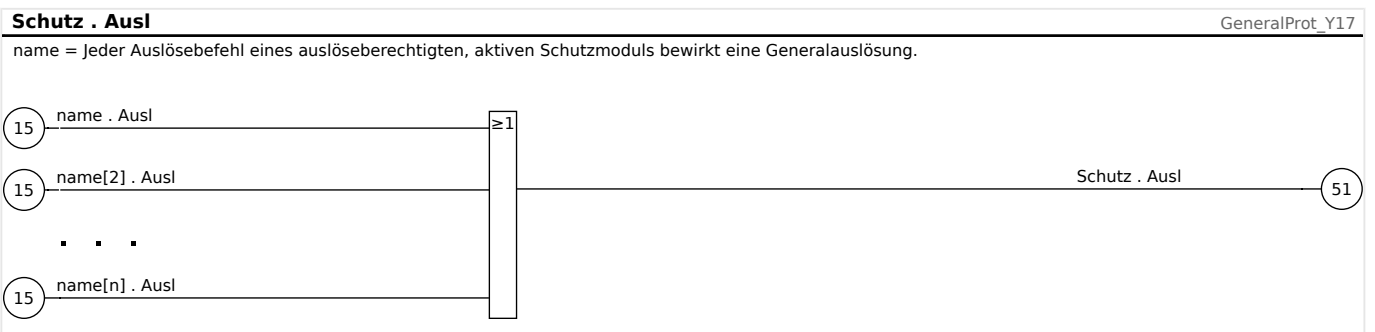 Schutz . Ausl
GeneralProt_Y17
name = Jeder Auslösebefehl eines auslöseberechtigten, aktiven Schutzmoduls bewirkt eine Generalauslösung.
name . Ausl
15
≥1
name[2] . Ausl
15
Schutz . Ausl
51
. . .
name[n] . Ausl
15